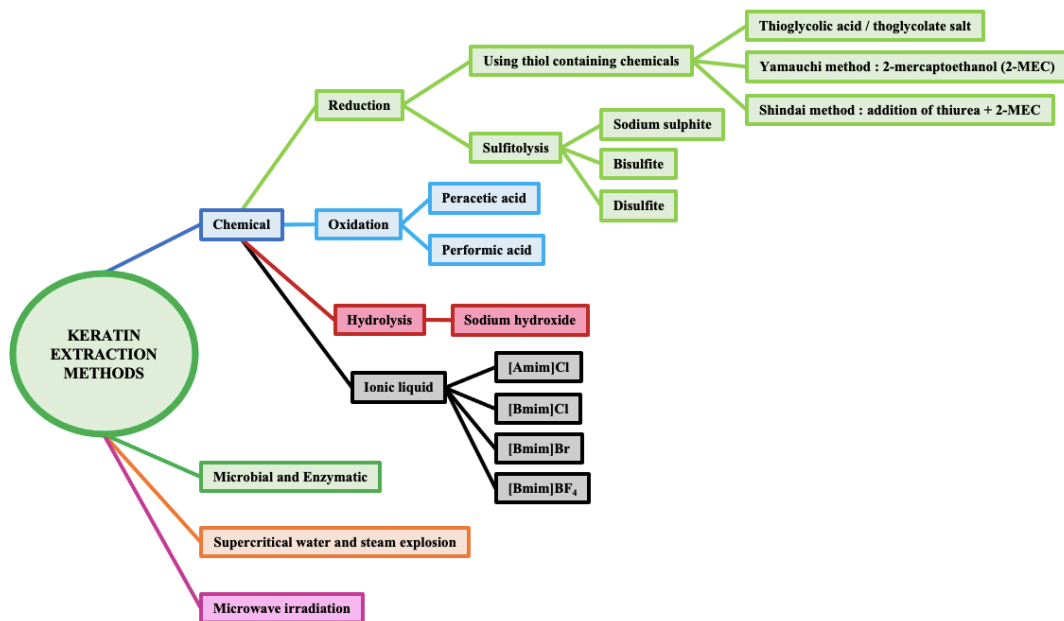 Thioglycolic acid / thoglycolate salt
Using thiol containing chemicals
Yamauchi method : 2-mercaptoethanol (2-MEC)
Reduction
Shindai method : addition of thiurea + 2-MEC
Sodium sulphite
Sulfitolysis
Bisulfite
Disulfite
Chemical
Oxidation
Peracetic acid
Performic acid
KERATIN
EXTRACTION
METHODS
Hydrolysis
Sodium hydroxide
Ionic liquid
[Amim]Cl
[Bmim]Cl
[Bmim]Br
[Bmim]BF₄
Microbial and Enzymatic
Supercritical water and steam explosion
Microwave irradiation